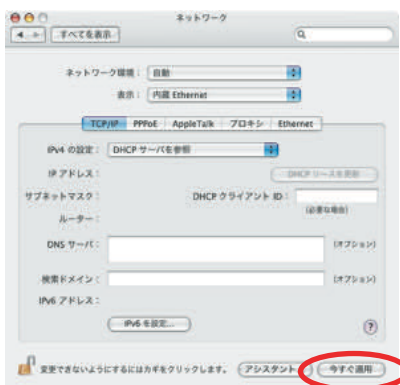 ネットワーク
すべてを表示
ネットワーク環境： 自動
表示： 内蔵 Ethernet
TCP/IP PPPoE AppleTalk プロキシ Ethernet
IPv4 の設定： DHCP サーバを参照
IP アドレス： DHCP リースを更新
サブネットマスク： DHCP クライアント ID：
ルーター： (必要な場合)
DNS サーバ： (オプション)
検索ドメイン： (オプション)
IPv6 アドレス：
IPv6 を設定... ?
変更できないようにするにはカギをクリックします。 アシスタント... 今すぐ適用